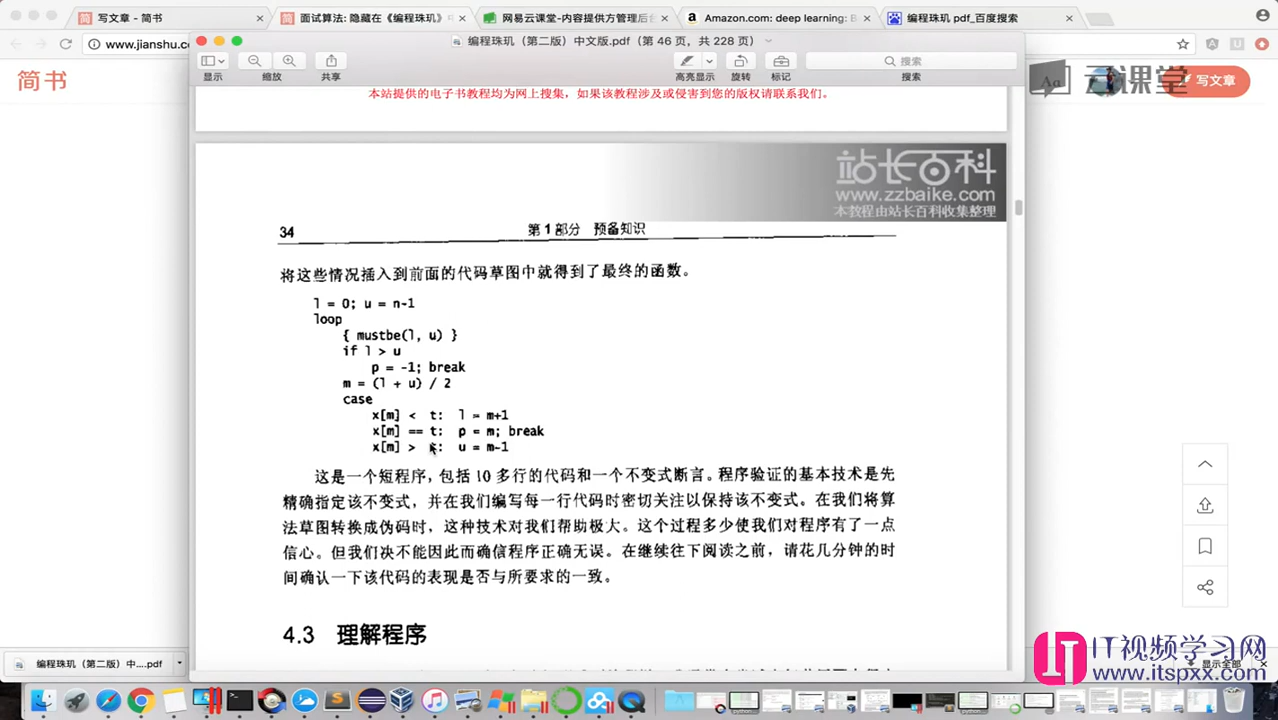 写文章 - 简书
面试算法: 隐藏在《编程珠玑》
网易云课堂-内容提供方管理后
Amazon.com: deep learning: B
编程珠玑 pdf_百度搜索
www.jianshu.co
编程珠玑（第二版）中文版.pdf（第 46 页，共 228 页）
显示
缩放
共享
高亮显示
旋转
标记
搜索
搜索
简书
云课堂
写文章
本站提供的电子书教程均为网上搜集，如果该教程涉及或侵害到您的版权请联系我们。
站长百科
www.zzbaike.com
本教程由站长百科收集整理
34
第 1 部分 预备知识
将这些情况插入到前面的代码草图中就得到了最终的函数。
l = 0; u = n-1
loop
{ mustbe(l, u) }
if l > u
p = -1; break
m = (l + u) / 2
case
x[m] < t: l = m+1
x[m] == t: p = m; break
x[m] > t: u = m-1
这是一个短程序，包括 10 多行的代码和一个不变式断言。程序验证的基本技术是先
精确指定该不变式，并在我们编写每一行代码时密切关注以保持该不变式。在我们将算
法草图转换成伪码时，这种技术对我们帮助极大。这个过程多少使我们对程序有了一点
信心。但我们决不能因此而确信程序正确无误。在继续往下阅读之前，请花几分钟的时
间确认一下该代码的表现是否与所要求的一致。
4.3 理解程序
编程珠玑（第二版）中....pdf
显示全部
IT视频学习网
www.itspxx.com